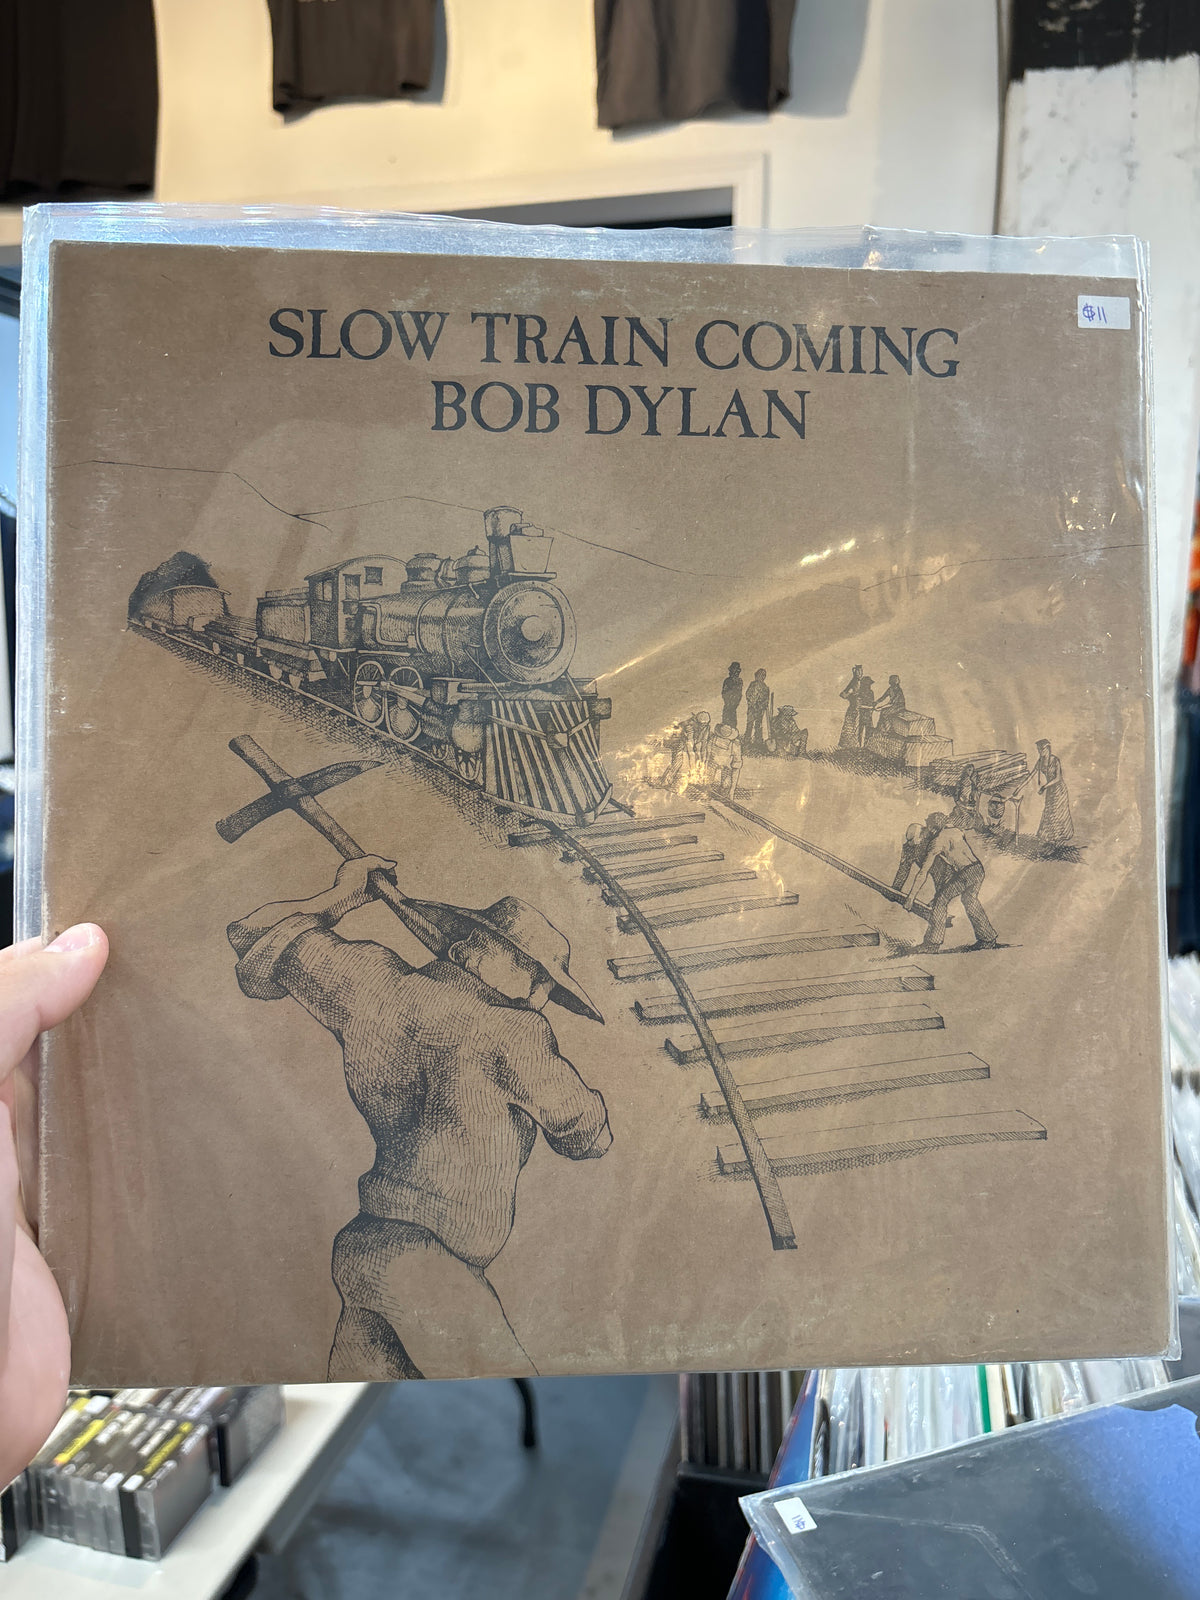 SLOW TRAIN COMING
BOB DYLAN
$11